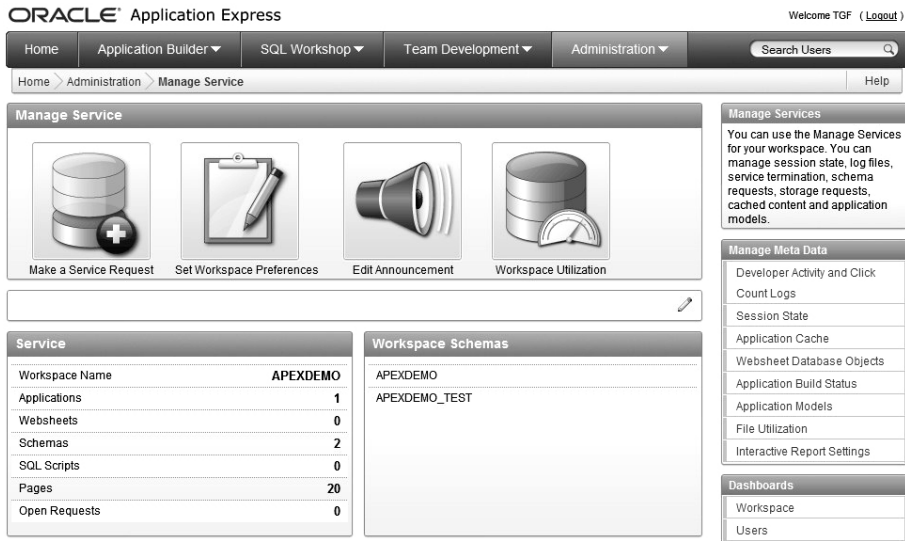 ORACLE® Application Express
Welcome TGF ( Logout )
Home Application Builder SQL Workshop Team Development Administration Search Users
Home Administration Manage Service Help
Manage Service
Make a Service Request Set Workspace Preferences Edit Announcement Workspace Utilization
Service
Workspace Name APEXDEMO
Applications 1
Websheets 0
Schemas 2
SQL Scripts 0
Pages 20
Open Requests 0
Workspace Schemas
APEXDEMO
APEXDEMO_TEST
Manage Services
You can use the Manage Services
for your workspace. You can
manage session state, log files,
service termination, schema
requests, storage requests,
cached content and application
models.
Manage Meta Data
Developer Activity and Click
Count Logs
Session State
Application Cache
Websheet Database Objects
Application Build Status
Application Models
File Utilization
Interactive Report Settings
Dashboards
Workspace
Users